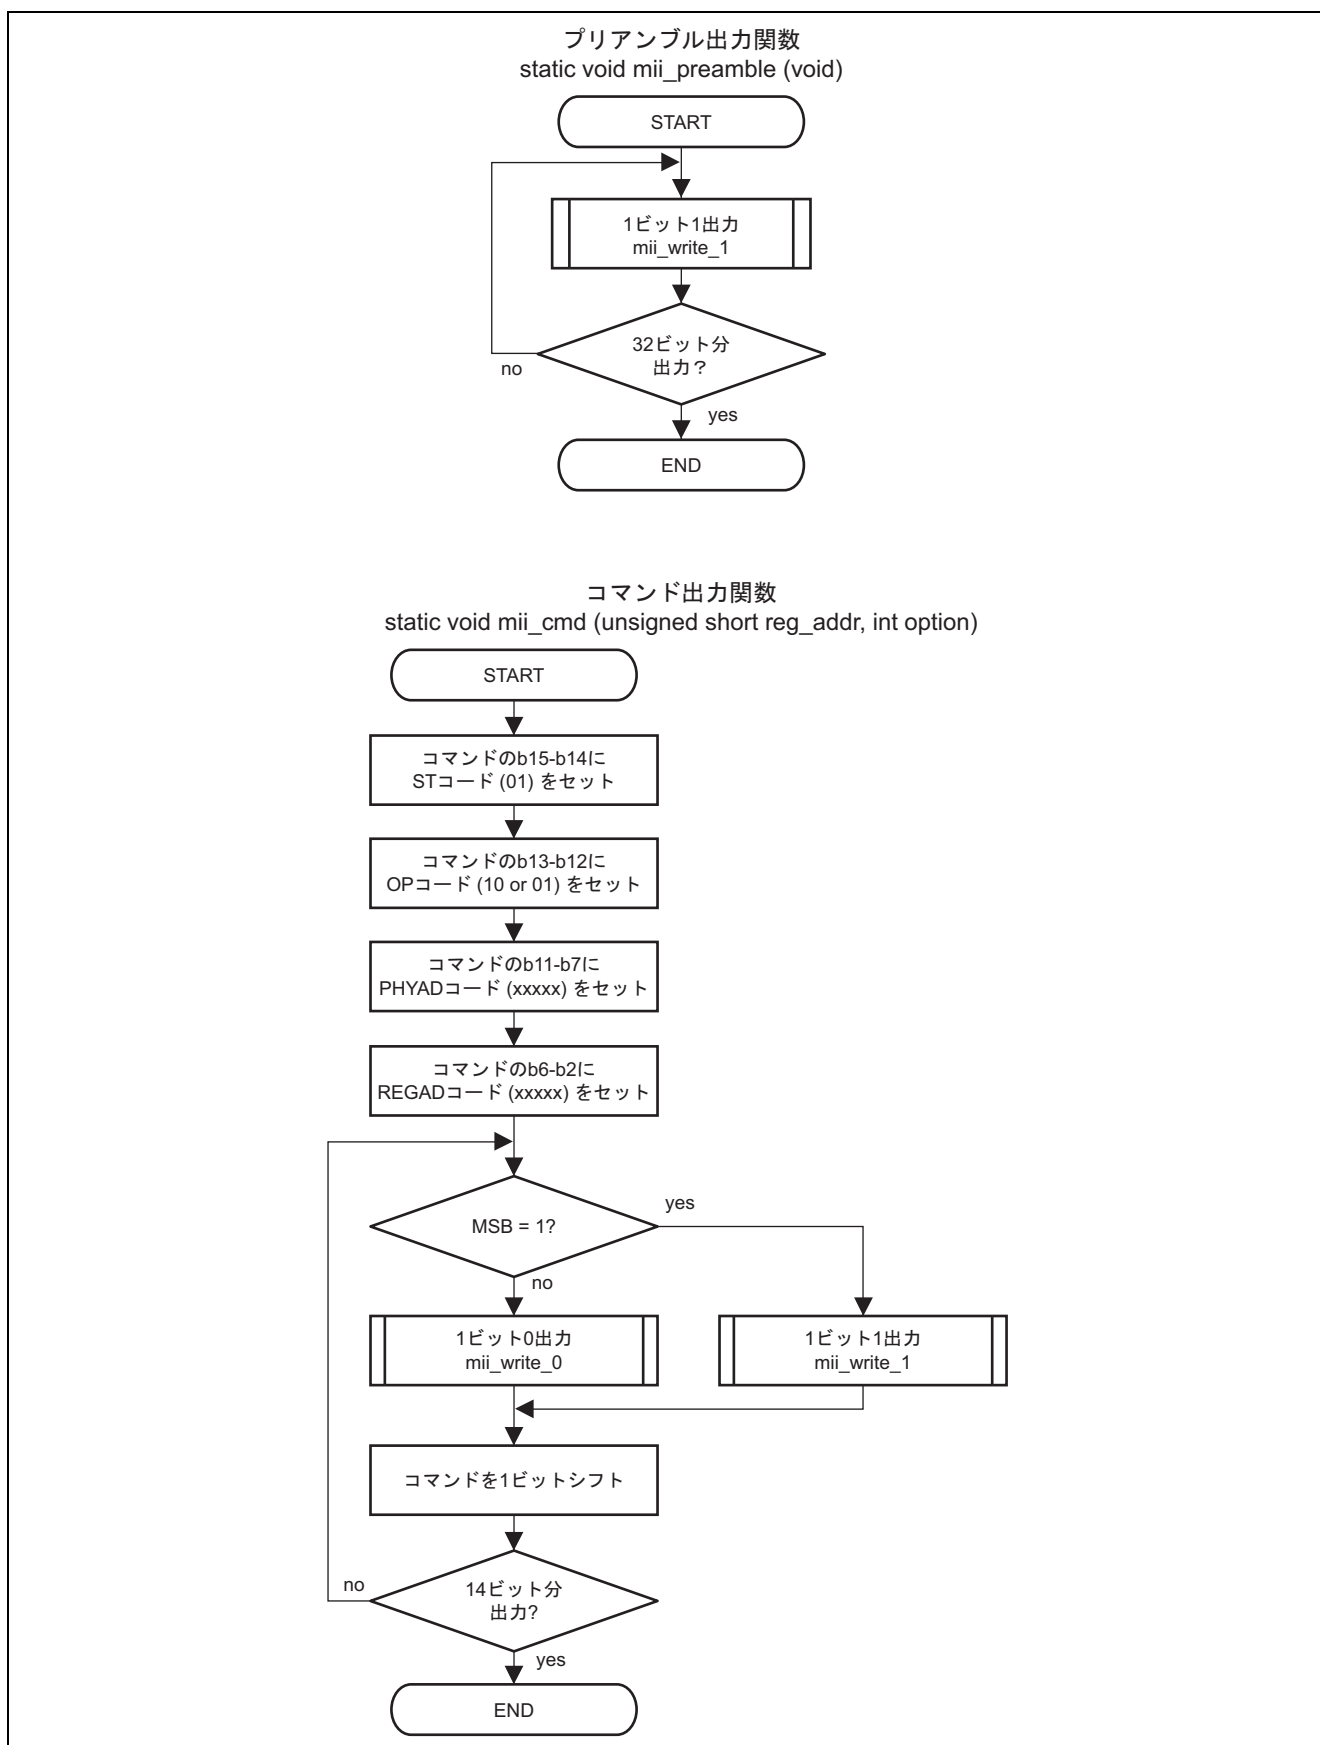 プリアンブル出力関数
static void mii_preamble (void)
START
1ビット1出力
mii_write_1
32ビット分
出力？
no
yes
END
コマンド出力関数
static void mii_cmd (unsigned short reg_addr, int option)
START
コマンドのb15-b14に
STコード (01) をセット
コマンドのb13-b12に
OPコード (10 or 01) をセット
コマンドのb11-b7に
PHYADコード (xxxxx) をセット
コマンドのb6-b2に
REGADコード (xxxxx) をセット
MSB = 1?
yes
no
1ビット0出力
mii_write_0
1ビット1出力
mii_write_1
コマンドを1ビットシフト
14ビット分
出力?
no
yes
END